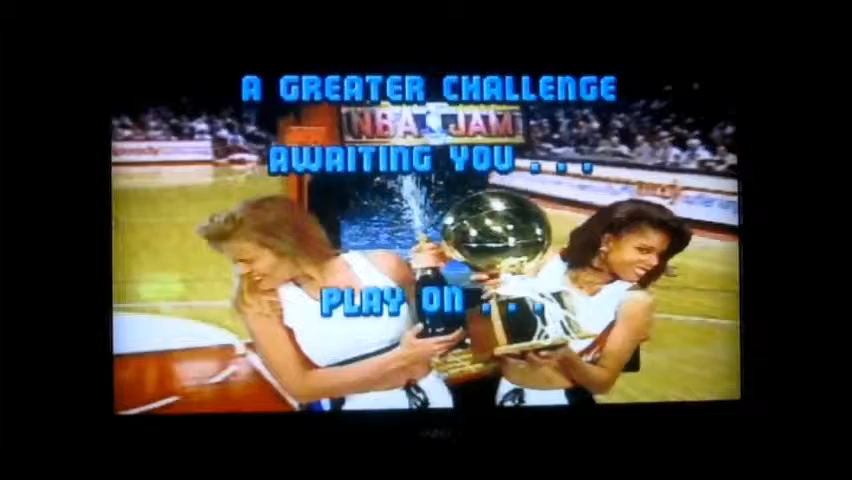 A GREATER CHALLENGE
NBA JAM
AWAITING YOU . . .
PLAY ON . . .